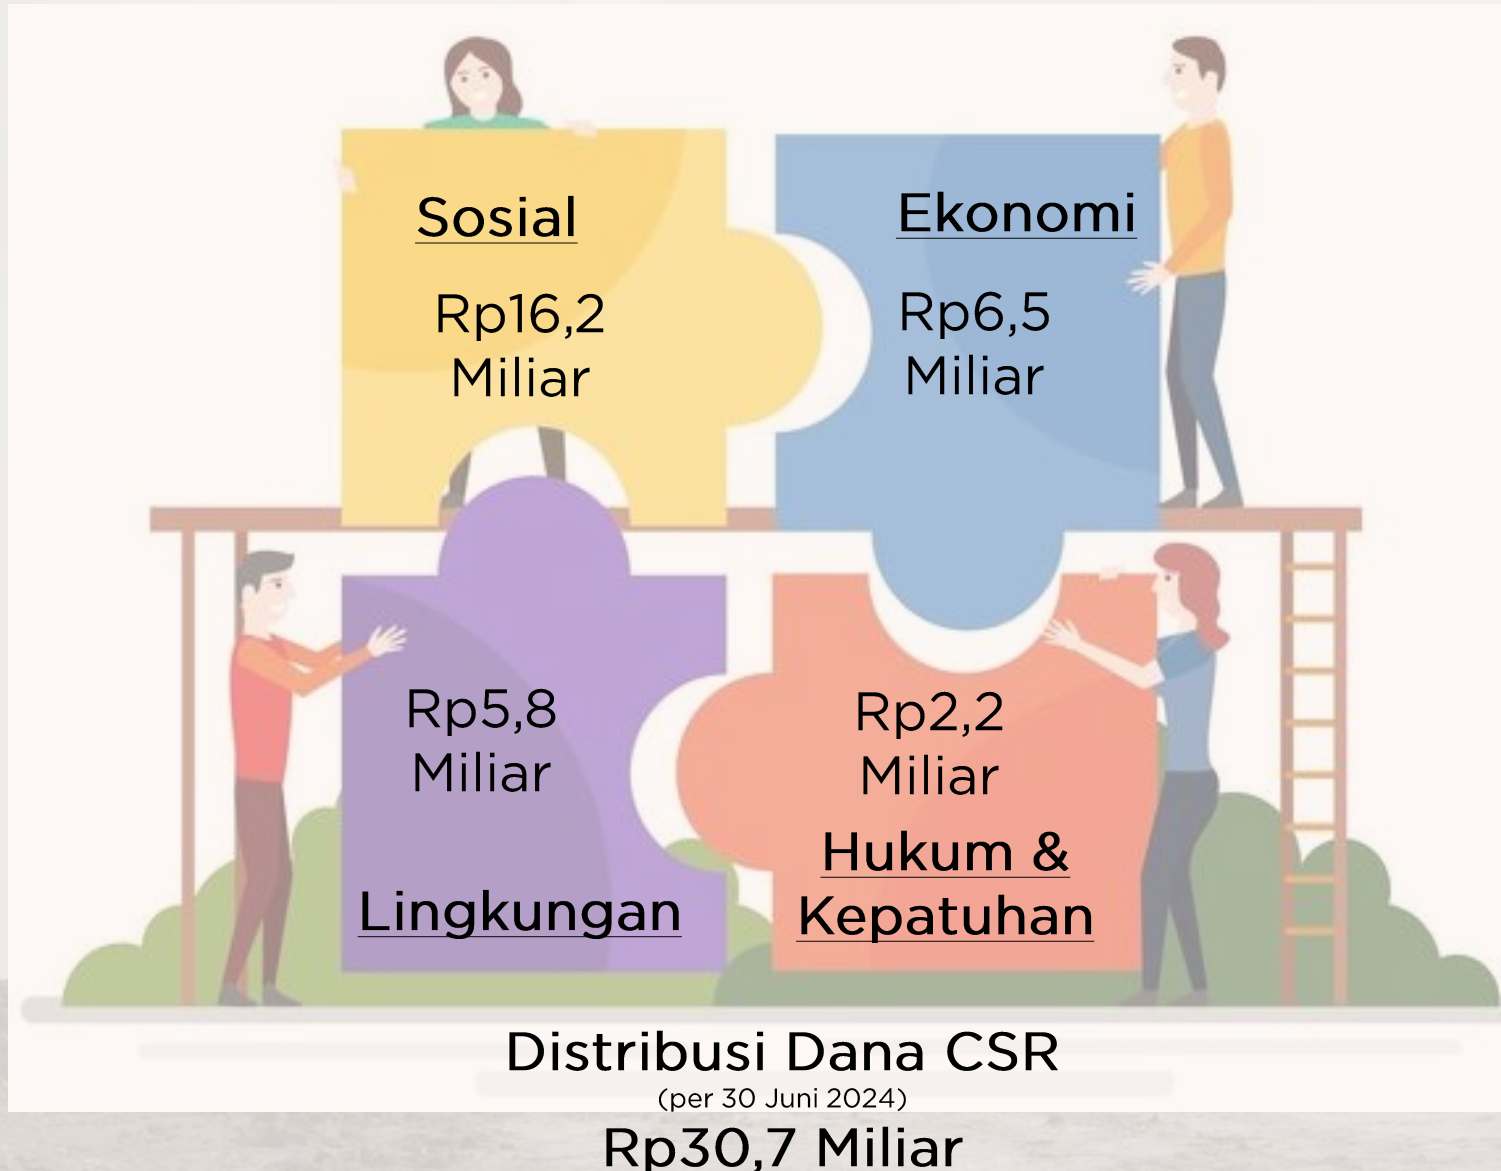 Sosial
Rp16,2
Miliar
Ekonomi
Rp6,5
Miliar
Rp5,8
Miliar
Lingkungan
Rp2,2
Miliar
Hukum &
Kepatuhan
Distribusi Dana CSR
(per 30 Juni 2024)
Rp30,7 Miliar